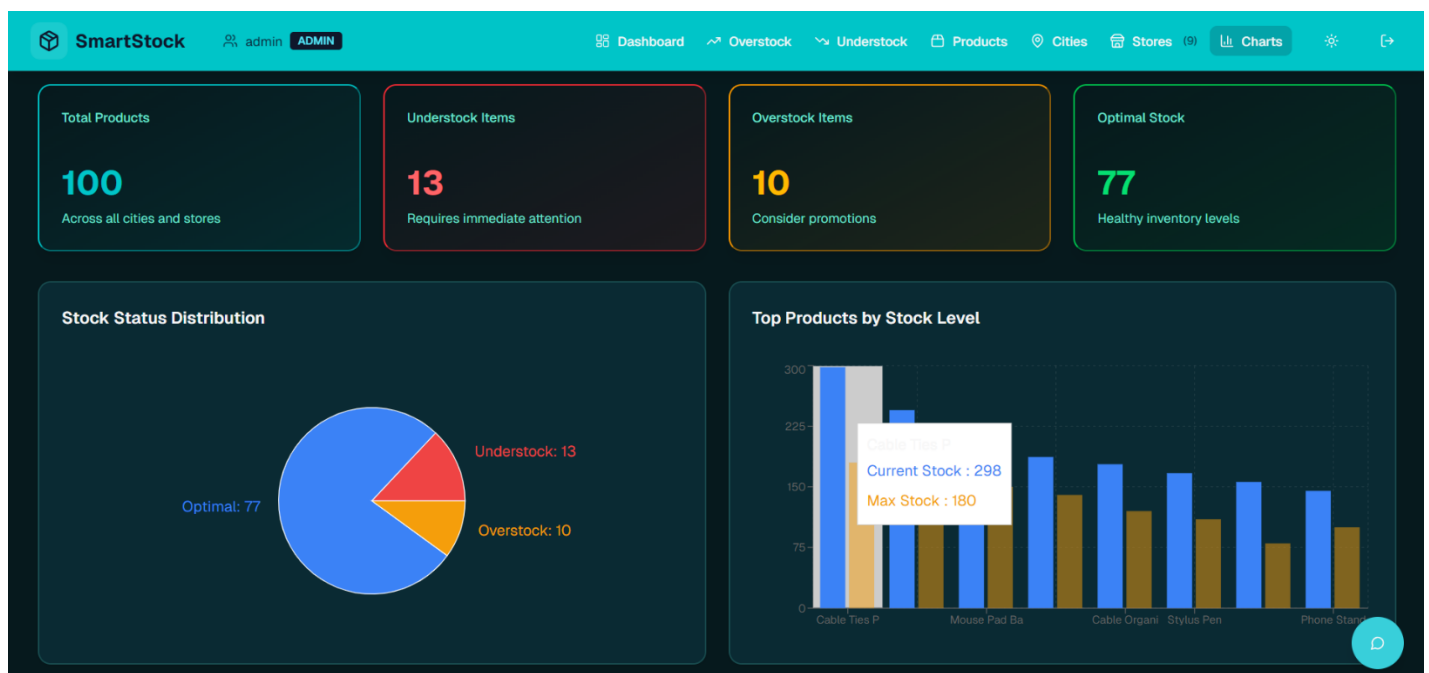 SmartStock
admin ADMIN
Dashboard Overstock Understock Products Cities Stores (9) Charts
Total Products
100
Across all cities and stores
Understock Items
13
Requires immediate attention
Overstock Items
10
Consider promotions
Optimal Stock
77
Healthy inventory levels
Stock Status Distribution
Understock: 13
Optimal: 77
Overstock: 10
Top Products by Stock Level
300
225
150
75
0
Cable Ties P
Current Stock : 298
Max Stock : 180
Cable Ties P Mouse Pad Ba Cable Organi Stylus Pen Phone Stand